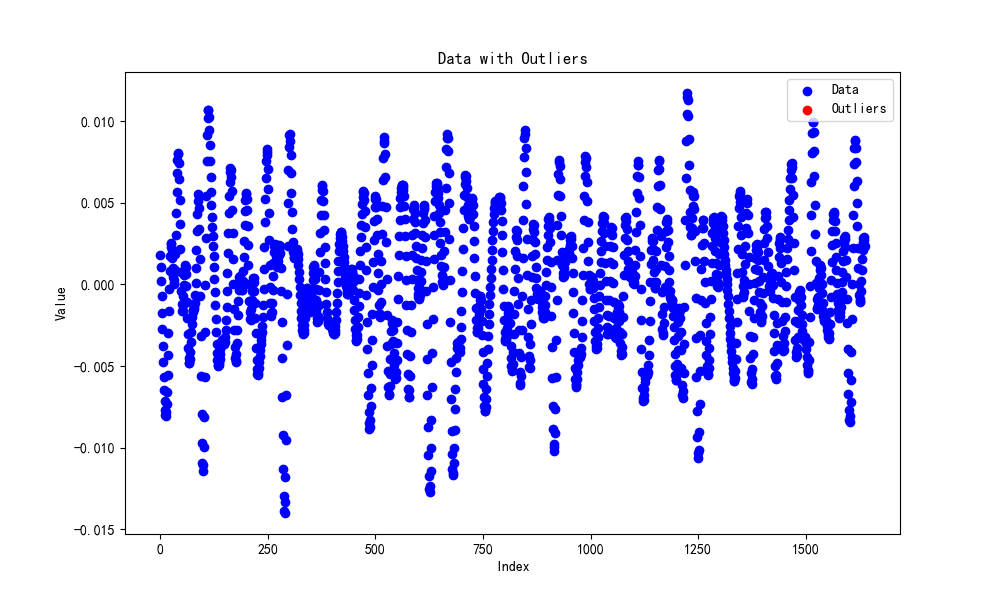 Data with Outliers
Data
Outliers
0.010
0.005
0.000
-0.005
-0.010
-0.015
Value
0 250 500 750 1000 1250 1500
Index